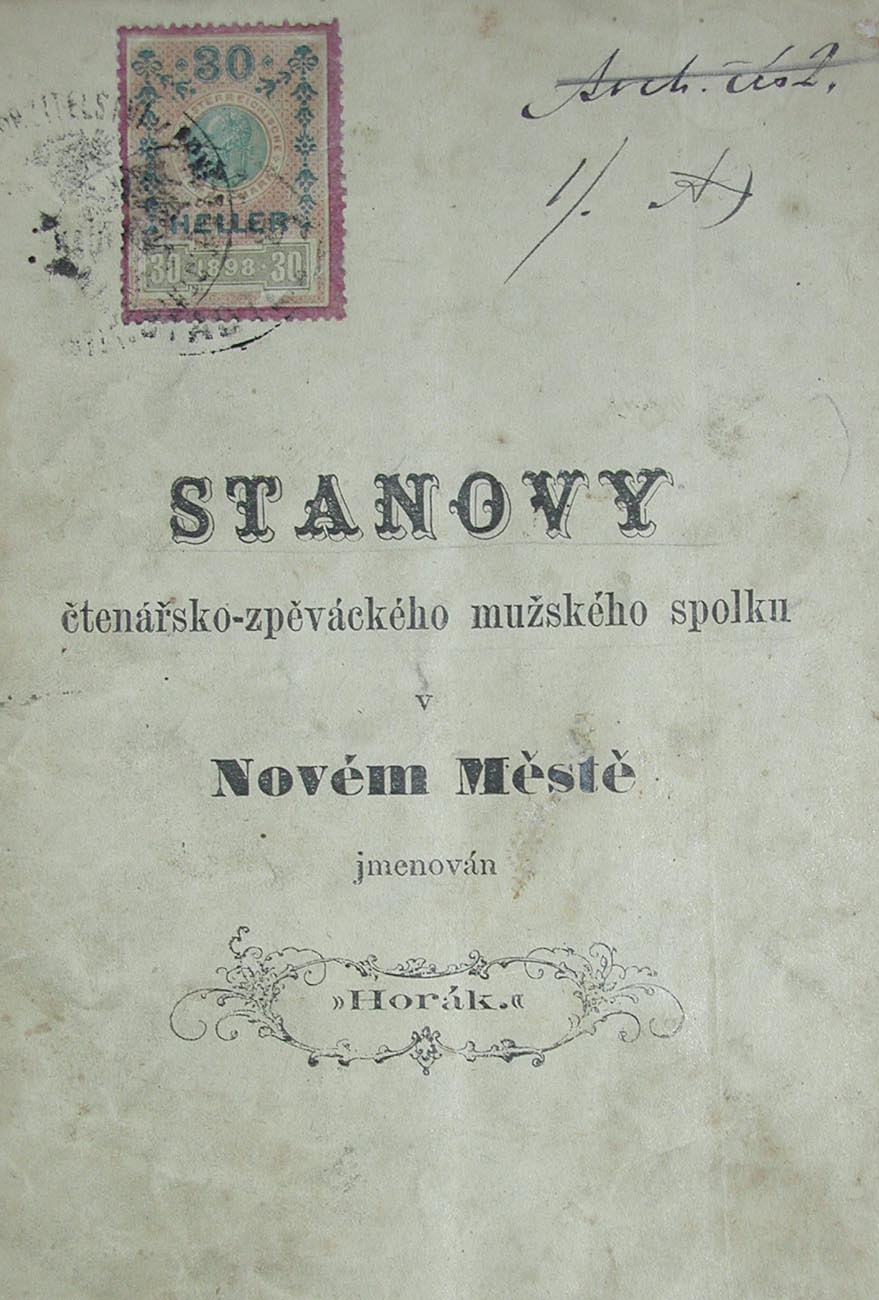 30
HELLER
30 1898 30
Arch. čís 2.
1/. A)
STANOVY
čtenářsko-zpěváckého mužského spolku
v
Novém Městě
jmenován
»Horák.«